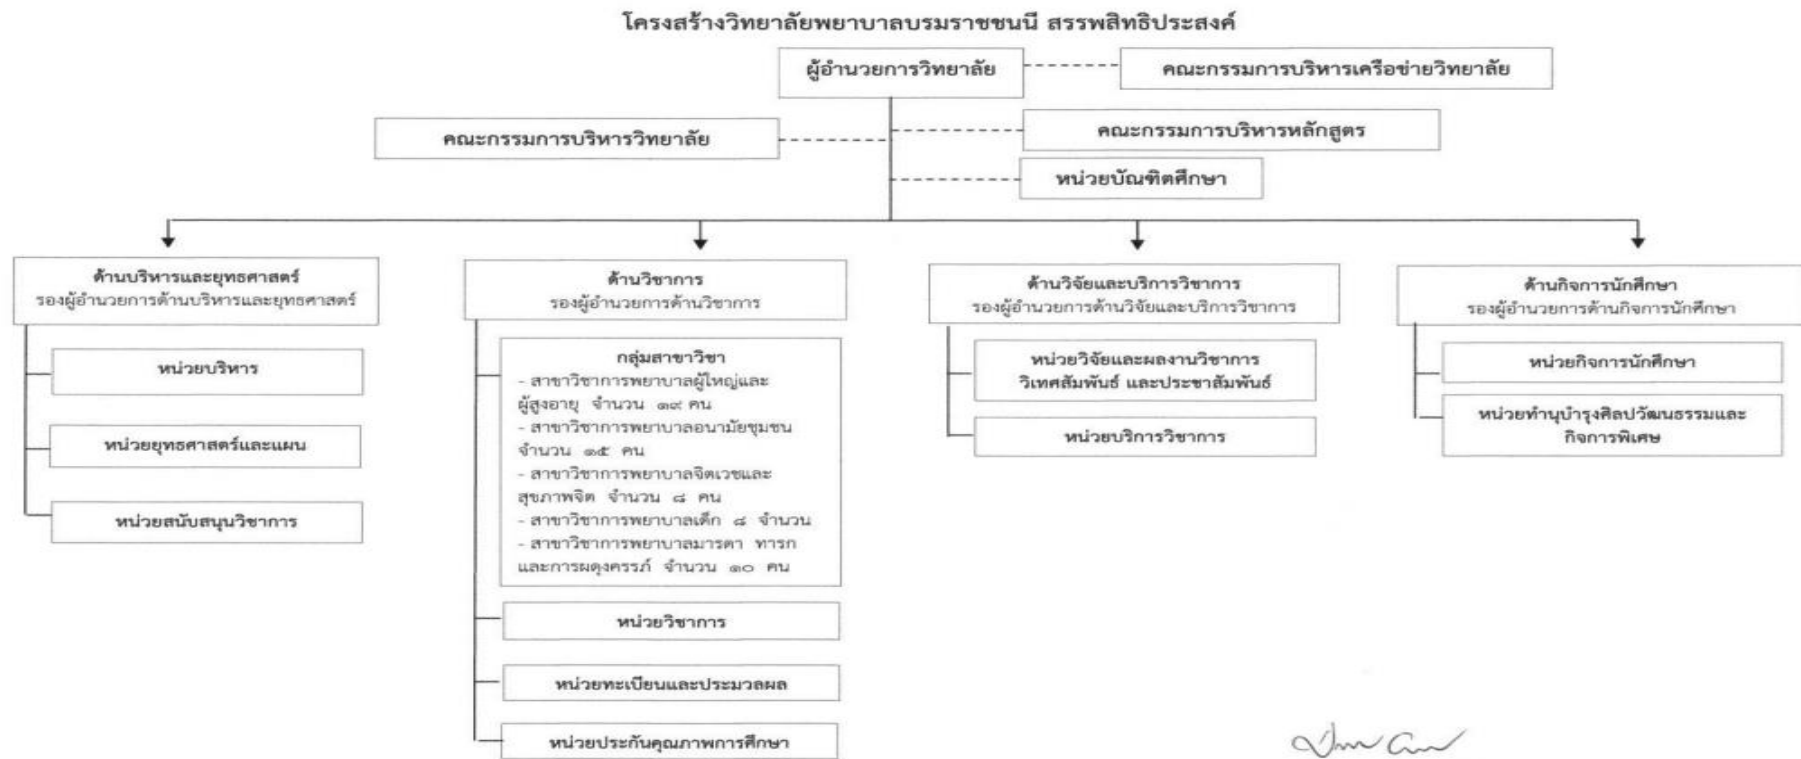 โครงสร้างวิทยาลัยพยาบาลบรมราชชนนี สรรพสิทธิประสงค์
ผู้อำนวยการวิทยาลัย
คณะกรรมการบริหารเครือข่ายวิทยาลัย
คณะกรรมการบริหารวิทยาลัย
คณะกรรมการบริหารหลักสูตร
หน่วยบัณฑิตศึกษา
ด้านบริหารและยุทธศาสตร์
รองผู้อำนวยการด้านบริหารและยุทธศาสตร์
หน่วยบริหาร
หน่วยยุทธศาสตร์และแผน
หน่วยสนับสนุนวิชาการ
ด้านวิชาการ
รองผู้อำนวยการด้านวิชาการ
กลุ่มสาขาวิชา
- สาขาวิชาการพยาบาลผู้ใหญ่และ
ผู้สูงอายุ จำนวน ๑๙ คน
- สาขาวิชาการพยาบาลอนามัยชุมชน
จำนวน ๑๕ คน
- สาขาวิชาการพยาบาลจิตเวชและ
สุขภาพจิต จำนวน ๘ คน
- สาขาวิชาการพยาบาลเด็ก ๘ จำนวน
- สาขาวิชาการพยาบาลมารดา ทารก
และการผดุงครรภ์ จำนวน ๑๐ คน
หน่วยวิชาการ
หน่วยทะเบียนและประมวลผล
หน่วยประกันคุณภาพการศึกษา
ด้านวิจัยและบริการวิชาการ
รองผู้อำนวยการด้านวิจัยและบริการวิชาการ
หน่วยวิจัยและผลงานวิชาการ
วิเทศสัมพันธ์ และประชาสัมพันธ์
หน่วยบริการวิชาการ
ด้านกิจการนักศึกษา
รองผู้อำนวยการด้านกิจการนักศึกษา
หน่วยกิจการนักศึกษา
หน่วยทำนุบำรุงศิลปวัฒนธรรมและ
กิจการพิเศษ